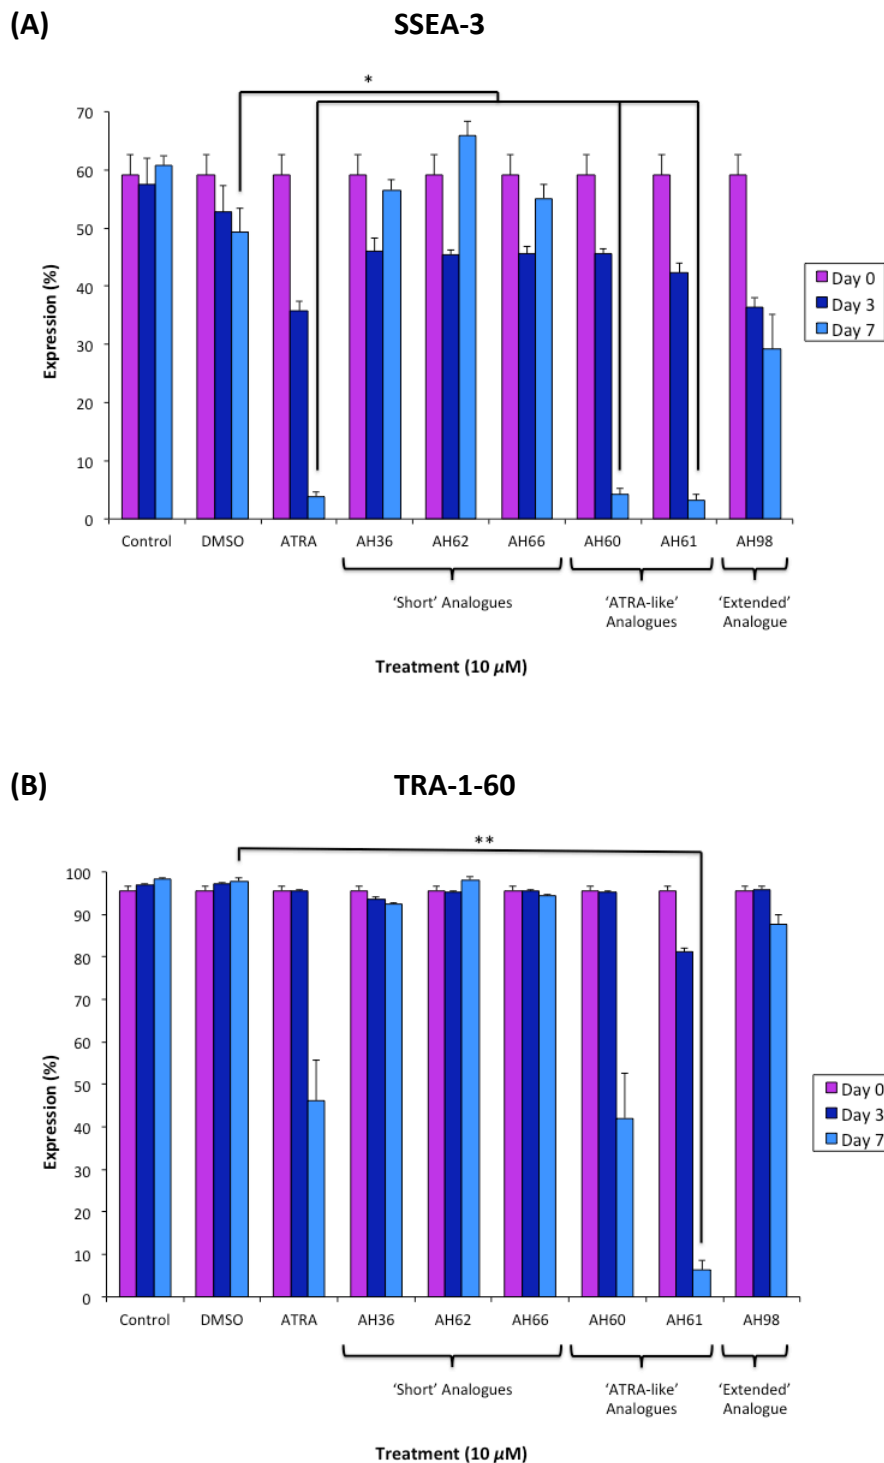 (A) SSEA-3
*
70
60
50
40
30
20
10
0
Expression (%)
Day 0
Day 3
Day 7
Control DMSO ATRA AH36 AH62 AH66 AH60 AH61 AH98
‘Short’ Analogues
‘ATRA-like’
Analogues
‘Extended’
Analogue
Treatment (10 μM)
(B) TRA-1-60
**
100
90
80
70
60
50
40
30
20
10
0
Expression (%)
Day 0
Day 3
Day 7
Control DMSO ATRA AH36 AH62 AH66 AH60 AH61 AH98
‘Short’ Analogues
‘ATRA-like’
Analogues
‘Extended’
Analogue
Treatment (10 μM)